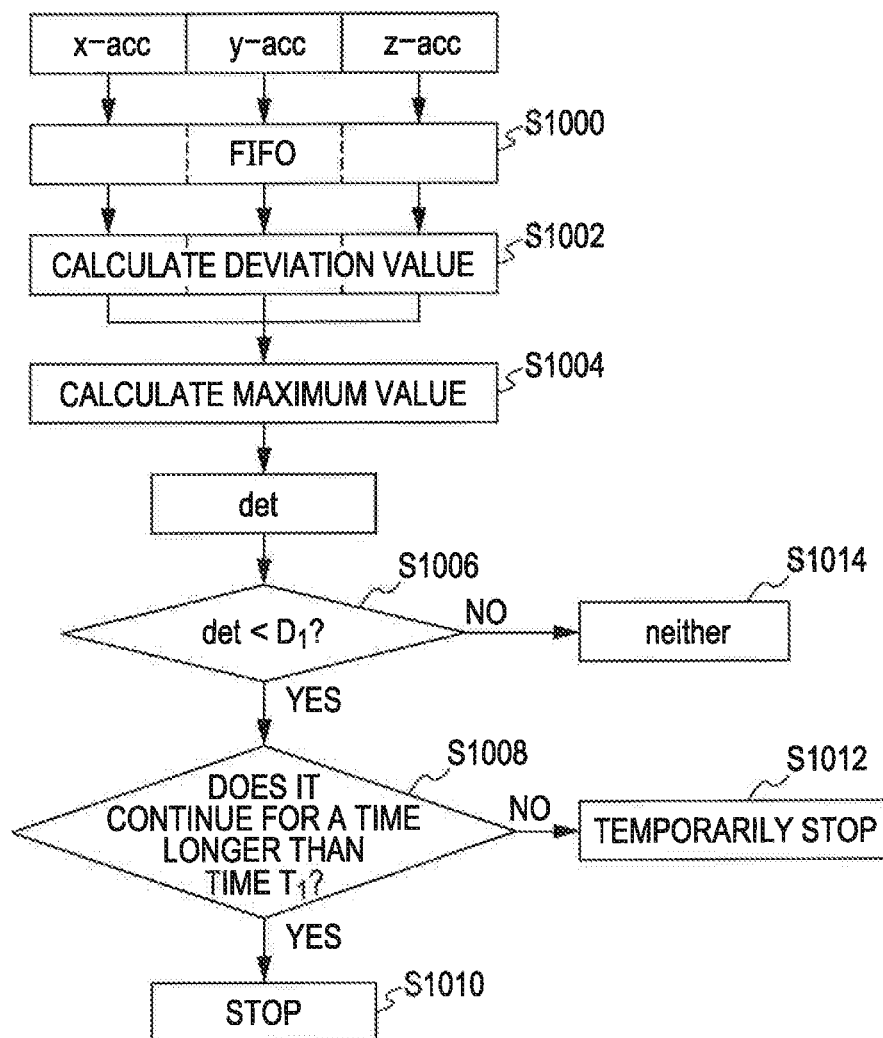 x-acc y-acc z-acc
FIFO
S1000
CALCULATE DEVIATION VALUE
S1002
CALCULATE MAXIMUM VALUE
S1004
det
det < D₁?
S1006
NO
neither
S1014
YES
DOES IT
CONTINUE FOR A TIME
LONGER THAN
TIME T₁?
S1008
NO
TEMPORARILY STOP
S1012
YES
STOP
S1010